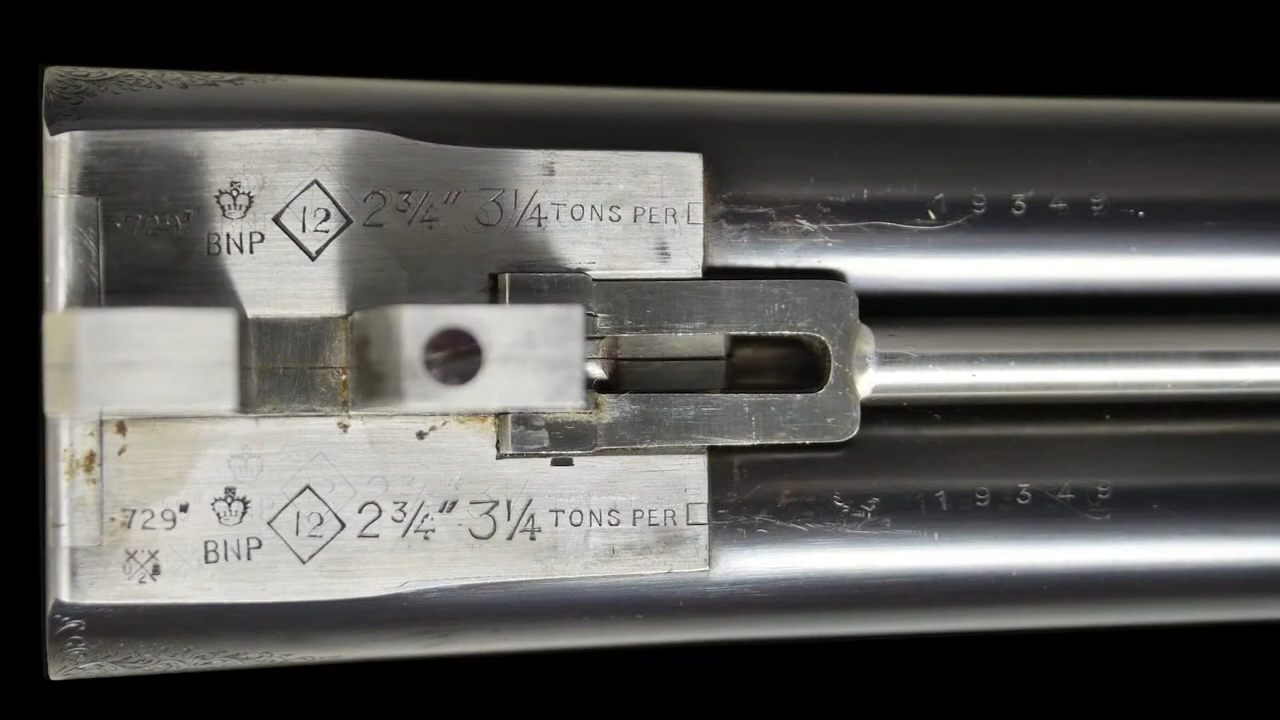 .729" BNP 12 2¾" 3¼ TONS PER □
19349
.729" BNP 12 2¾" 3¼ TONS PER □
19349